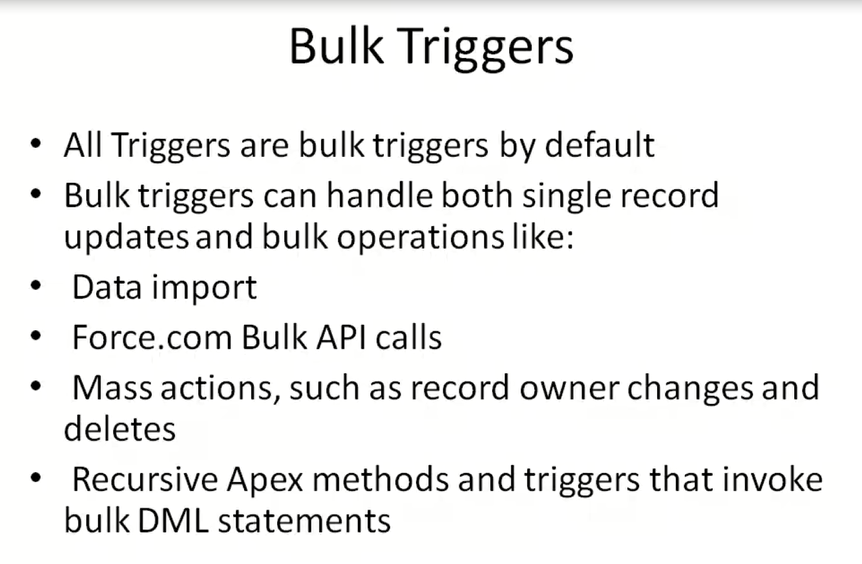 Bulk Triggers
• All Triggers are bulk triggers by default
• Bulk triggers can handle both single record
updates and bulk operations like:
• Data import
• Force.com Bulk API calls
• Mass actions, such as record owner changes and
deletes
• Recursive Apex methods and triggers that invoke
bulk DML statements